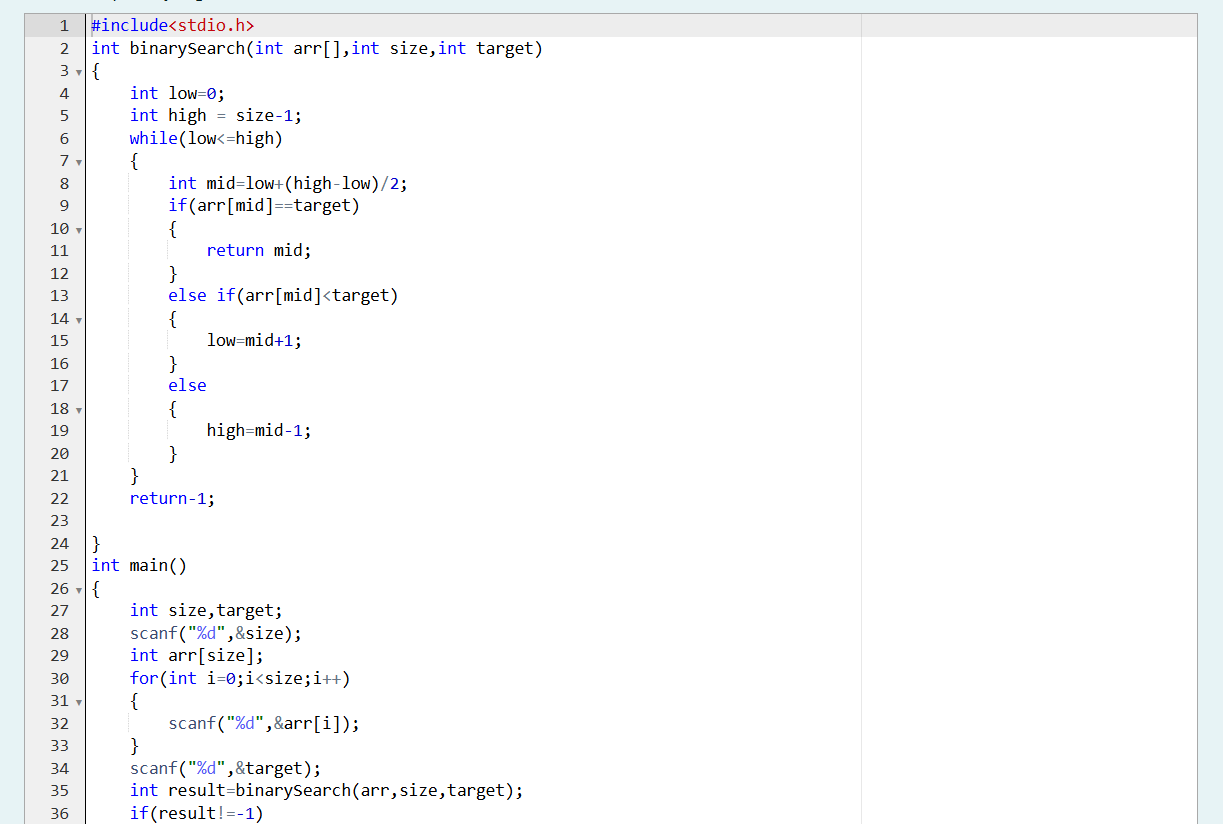 1 #include<stdio.h>
2 int binarySearch(int arr[],int size,int target)
3 {
4 int low=0;
5 int high = size-1;
6 while(low<=high)
7 {
8 int mid=low+(high-low)/2;
9 if(arr[mid]==target)
10 {
11 return mid;
12 }
13 else if(arr[mid]<target)
14 {
15 low=mid+1;
16 }
17 else
18 {
19 high=mid-1;
20 }
21 }
22 return-1;
23
24 }
25 int main()
26 {
27 int size,target;
28 scanf("%d",&size);
29 int arr[size];
30 for(int i=0;i<size;i++)
31 {
32 scanf("%d",&arr[i]);
33 }
34 scanf("%d",&target);
35 int result=binarySearch(arr,size,target);
36 if(result!=-1)